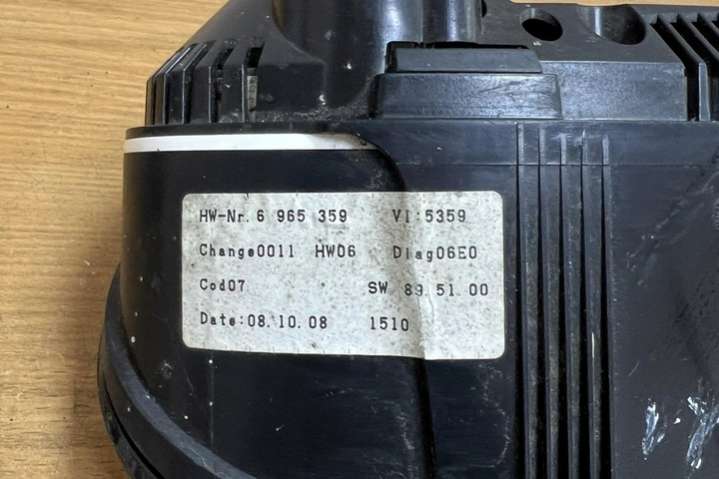 HW-Nr. 6 965 359 VI:5359
Change0011 HW06 Diag06E0
Cod07 SW 89.51.00
Date:08.10.08 1510